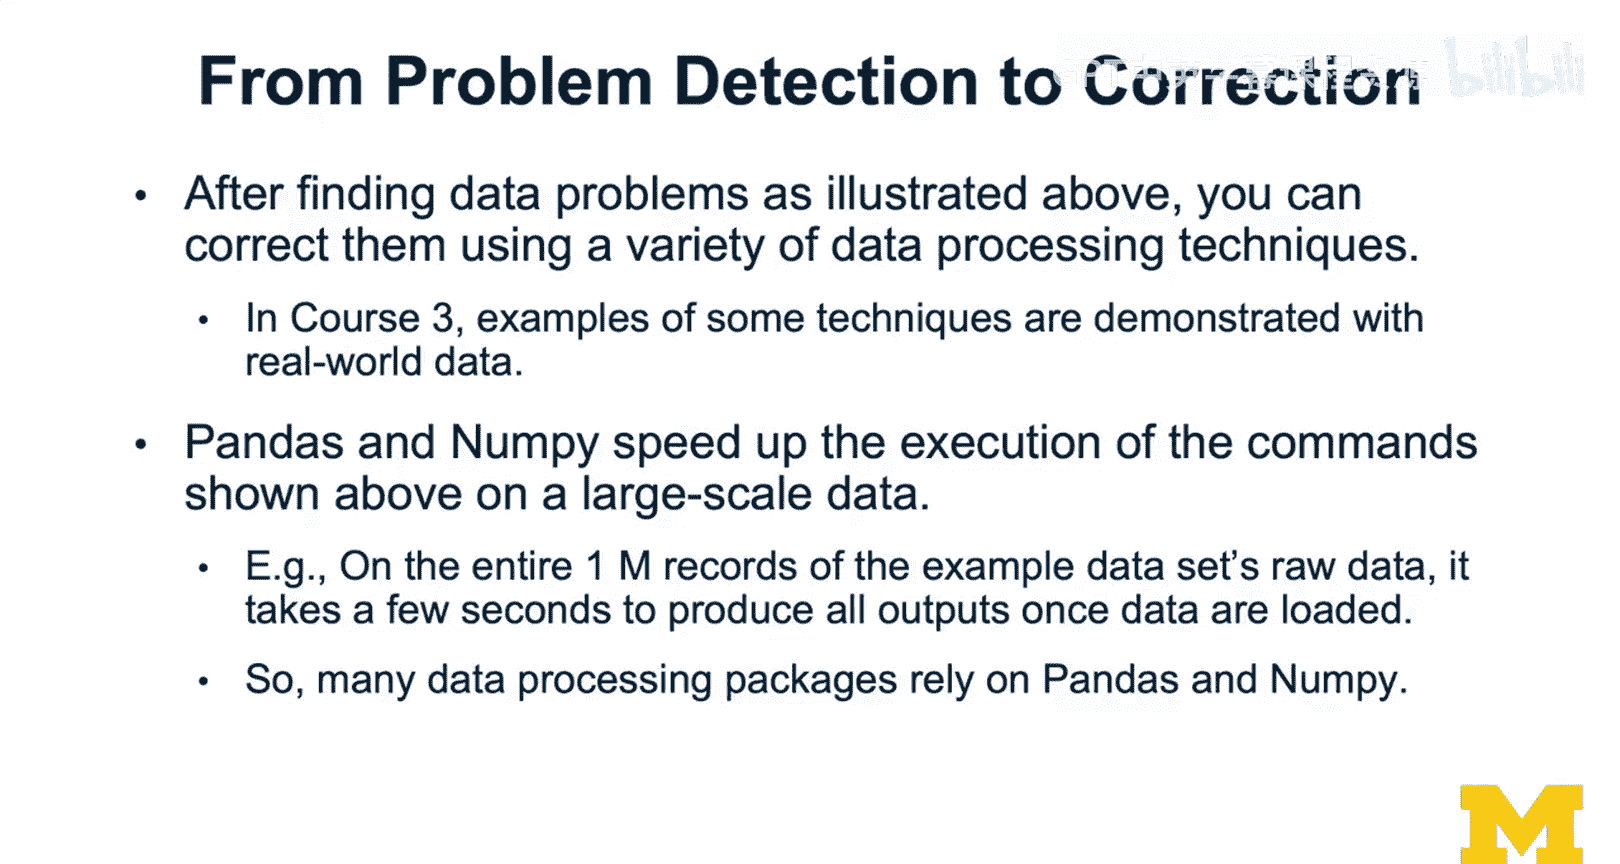 From Problem Detection to Correction
bilibili
• After finding data problems as illustrated above, you can
correct them using a variety of data processing techniques.
• In Course 3, examples of some techniques are demonstrated with
real-world data.
• Pandas and Numpy speed up the execution of the commands
shown above on a large-scale data.
• E.g., On the entire 1 M records of the example data set’s raw data, it
takes a few seconds to produce all outputs once data are loaded.
• So, many data processing packages rely on Pandas and Numpy.
M